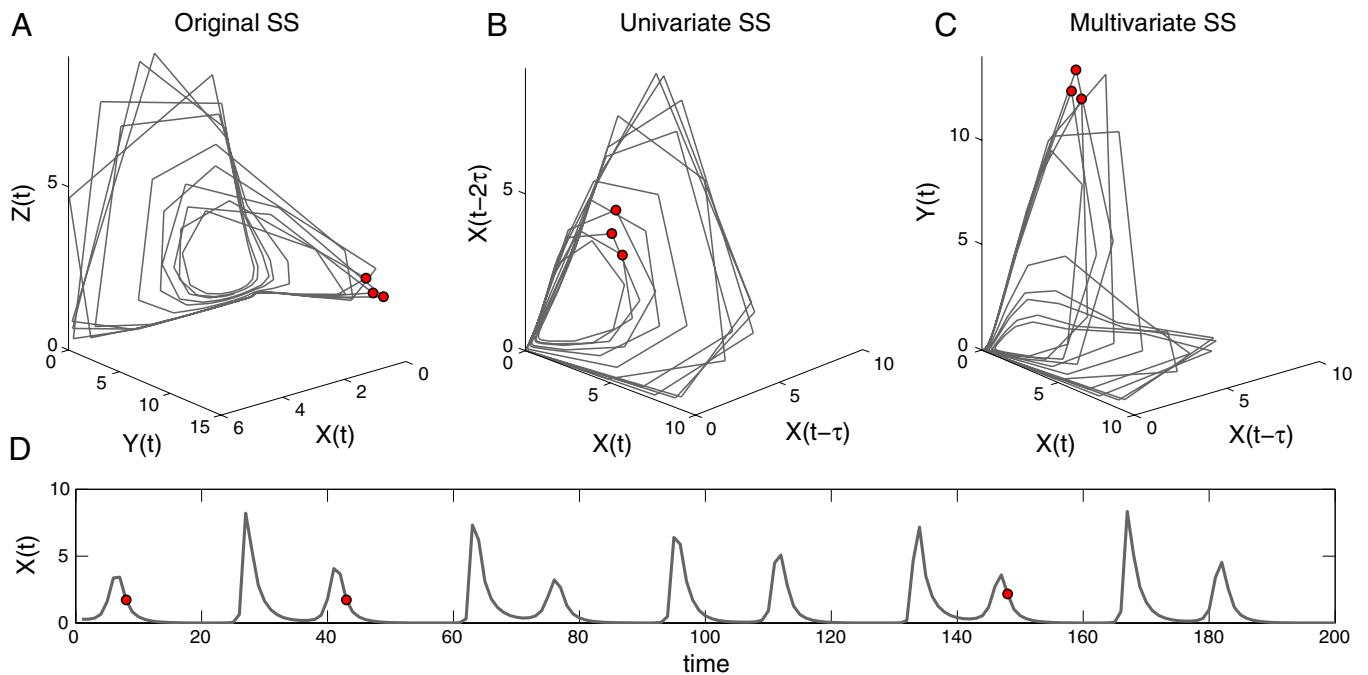 A Original SS
B Univariate SS
C Multivariate SS
Z(t)
5
0
0
5
10
15
Y(t)
6
4
2
0
X(t)
X(t−2τ)
5
0
0
5
10
X(t)
0
5
10
X(t−τ)
Y(t)
10
5
0
0
5
10
X(t)
0
5
10
X(t−τ)
D
X(t)
10
5
0
0 20 40 60 80 100 120 140 160 180 200
time